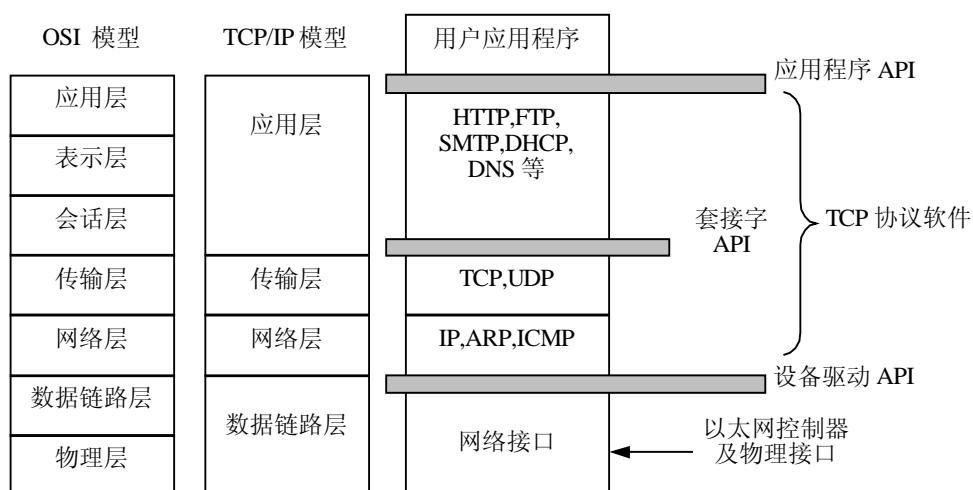 OSI 模型
TCP/IP 模型
用户应用程序
应用层
表示层
会话层
传输层
网络层
数据链路层
物理层
应用层
传输层
网络层
数据链路层
HTTP,FTP,
SMTP,DHCP,
DNS 等
TCP,UDP
IP,ARP,ICMP
网络接口
应用程序 API
套接字
API
TCP 协议软件
设备驱动 API
以太网控制器
及物理接口